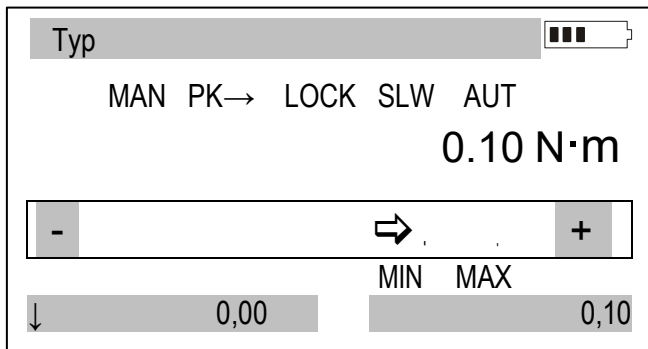 Typ
MAN PK→ LOCK SLW AUT
0.10 N·m
- ⇨ +
MIN MAX
↓ 0,00 0,10